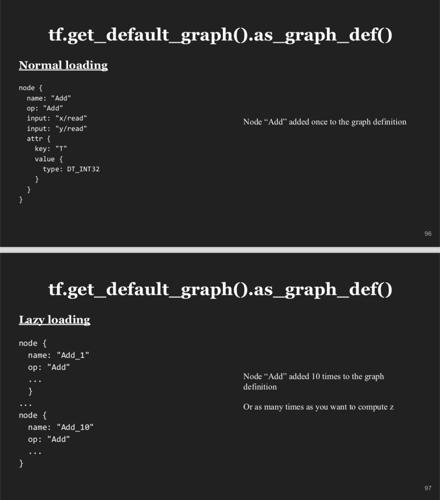 tf.get_default_graph().as_graph_def()
Normal loading
node {
name: "Add"
op: "Add"
input: "x/read"
input: "y/read"
attr {
key: "T"
value {
type: DT_INT32
}
}
}
Node “Add” added once to the graph definition
96
tf.get_default_graph().as_graph_def()
Lazy loading
node {
name: "Add_1"
op: "Add"
...
}
...
node {
name: "Add_10"
op: "Add"
...
}
Node “Add” added 10 times to the graph
definition
Or as many times as you want to compute z
97